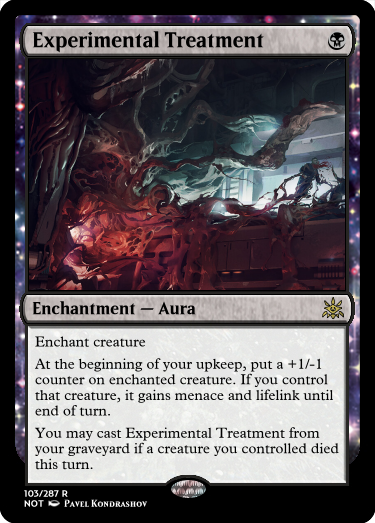 Experimental Treatment
Enchantment — Aura
Enchant creature
At the beginning of your upkeep, put a +1/-1
counter on enchanted creature. If you control
that creature, it gains menace and lifelink until
end of turn.
You may cast Experimental Treatment from
your graveyard if a creature you controlled died
this turn.
103/287 R
NOT Pavel Kondrashov